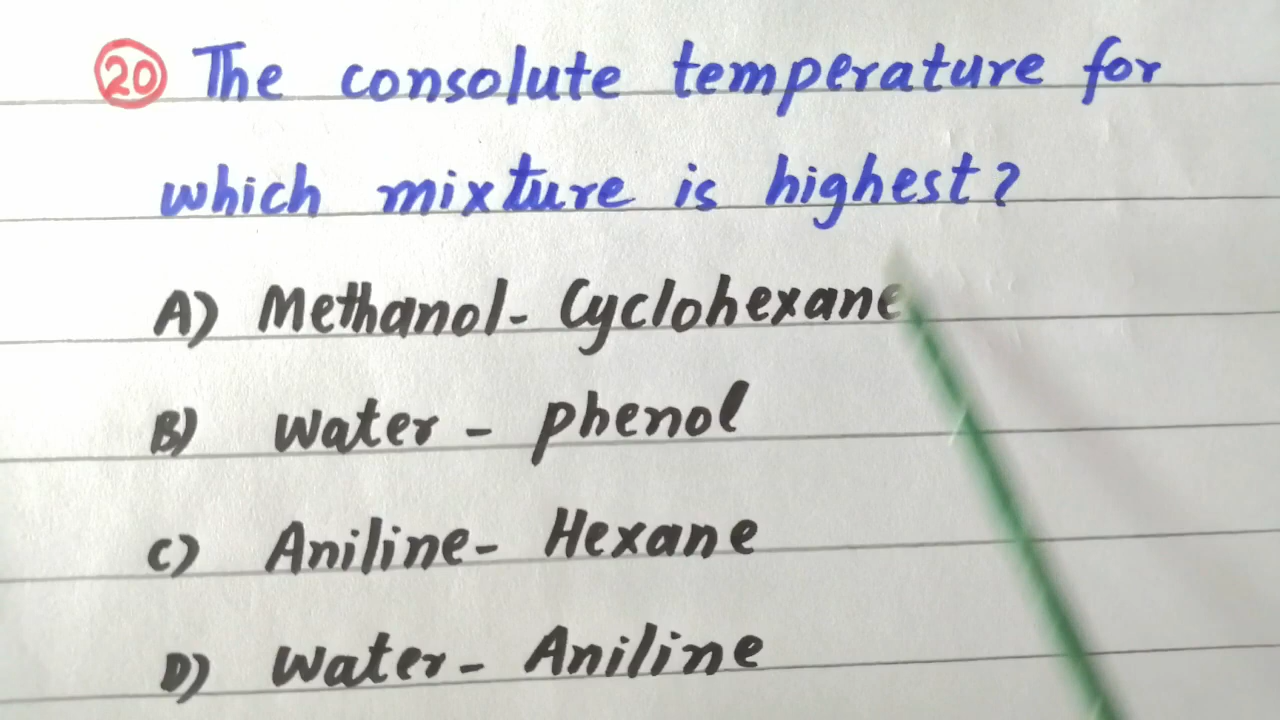 20 The consolute temperature for
which mixture is highest?
A) Methanol- Cyclohexane
B) water - phenol
C) Aniline- Hexane
D) water- Aniline